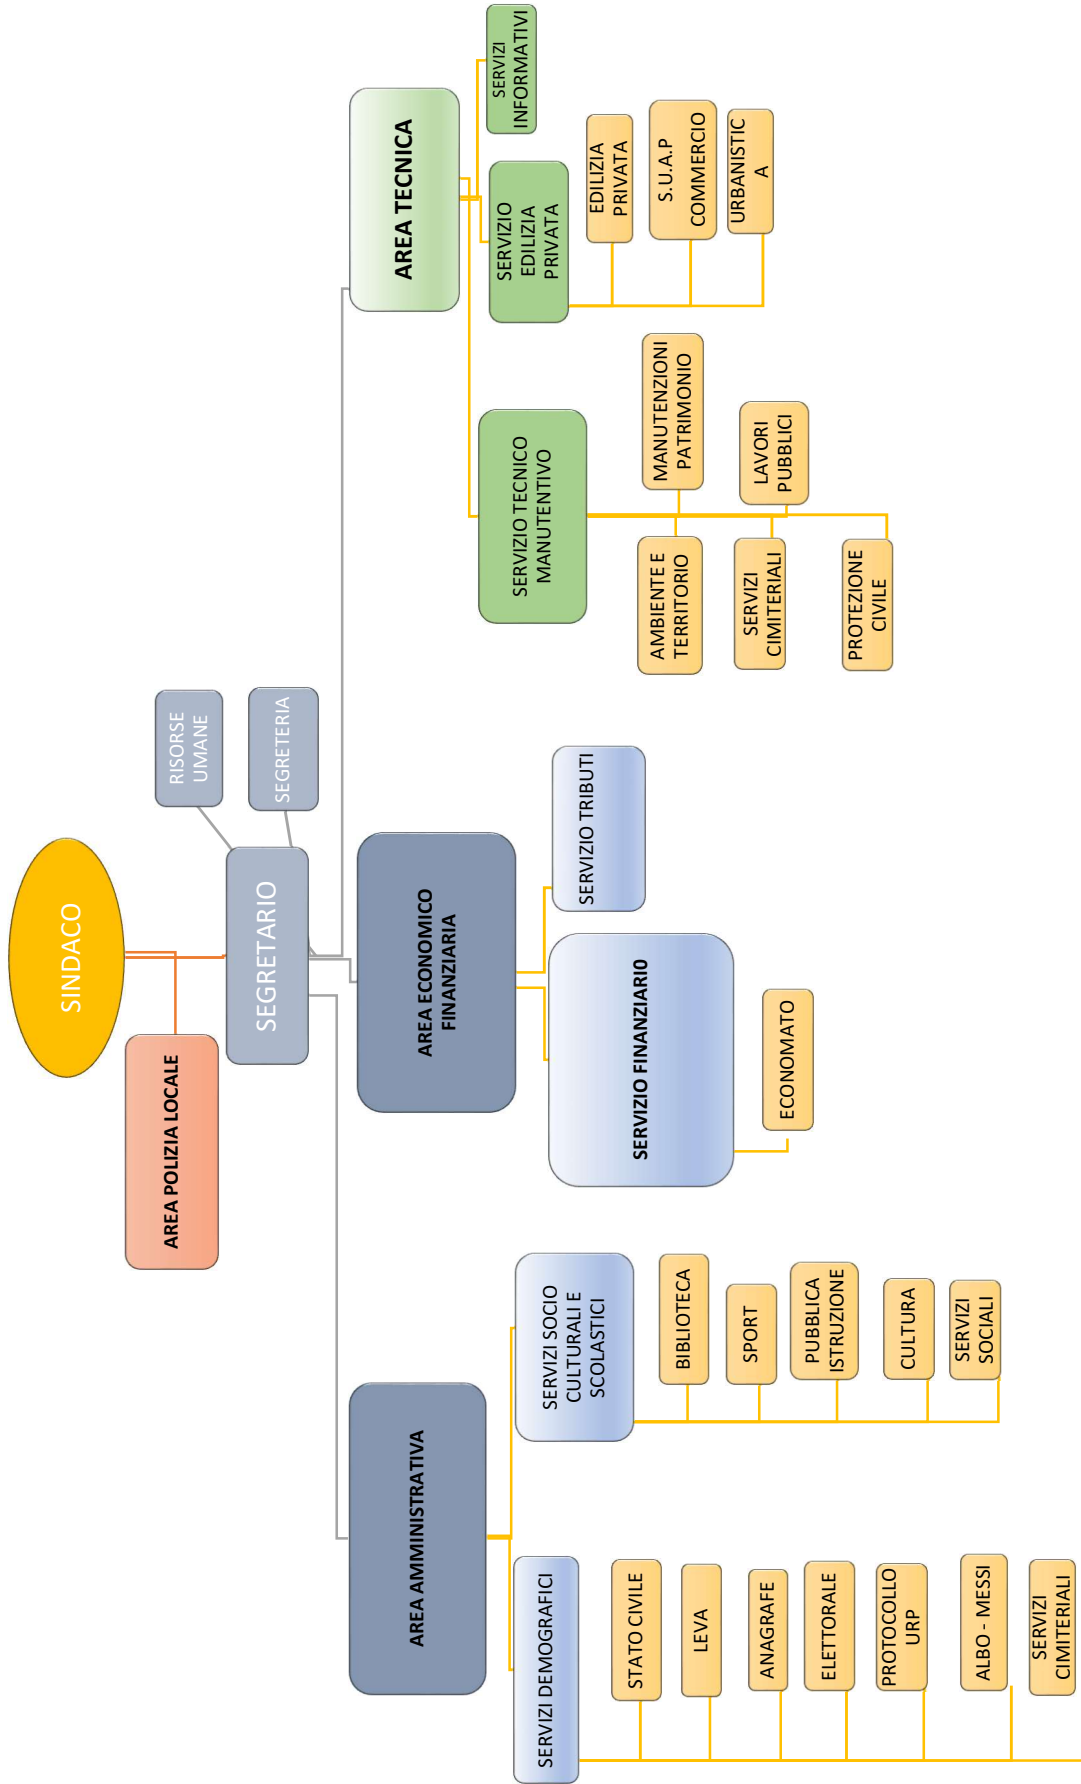 SINDACO
AREA POLIZIA LOCALE
SEGRETARIO
RISORSE
UMANE
SEGRETERIA
AREA AMMINISTRATIVA
SERVIZI DEMOGRAFICI
STATO CIVILE
LEVA
ANAGRAFE
ELETTORALE
PROTOCOLLO
URP
ALBO - MESSI
SERVIZI
CIMITERIALI
SERVIZI SOCIO
CULTURALI E
SCOLASTICI
BIBLIOTECA
SPORT
PUBBLICA
ISTRUZIONE
CULTURA
SERVIZI
SOCIALI
AREA ECONOMICO
FINANZIARIA
SERVIZIO FINANZIARI0
ECONOMATO
SERVIZIO TRIBUTI
AREA TECNICA
SERVIZIO TECNICO
MANUTENTIVO
AMBIENTE E
TERRITORIO
MANUTENZIONI
PATRIMONIO
SERVIZI
CIMITERIALI
LAVORI
PUBBLICI
PROTEZIONE
CIVILE
SERVIZIO
EDILIZIA
PRIVATA
EDILIZIA
PRIVATA
S.U.A.P
COMMERCIO
URBANISTIC
A
SERVIZI
INFORMATIVI